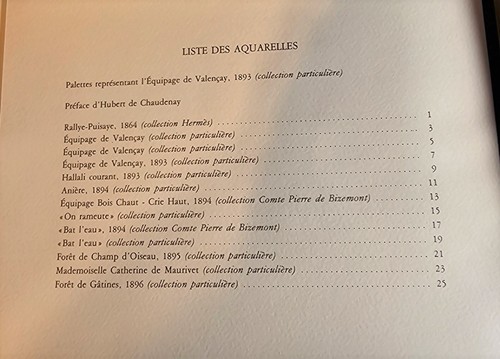 LISTE DES AQUARELLES
Palettes représentant l'Équipage de Valençay, 1893 (collection particulière)
Préface d'Hubert de Chaudenay
Rallye-Puisaye, 1864 (collection Hermès) 1
Équipage de Valençay (collection particulière) 3
Équipage de Valençay (collection particulière) 5
Équipage de Valençay, 1893 (collection particulière) 7
Hallali courant, 1893 (collection particulière) 9
Anière, 1894 (collection particulière) 11
Équipage Bois Chaut - Crie Haut, 1894 (collection Comte Pierre de Bizemont) 13
«On rameute» (collection particulière) 15
«Bat l'eau», 1894 (collection Comte Pierre de Bizemont) 17
«Bat l'eau» (collection particulière) 19
Forêt de Champ d'Oiseau, 1895 (collection particulière) 21
Mademoiselle Catherine de Maurivet (collection particulière) 23
Forêt de Gâtines, 1896 (collection particulière) 25